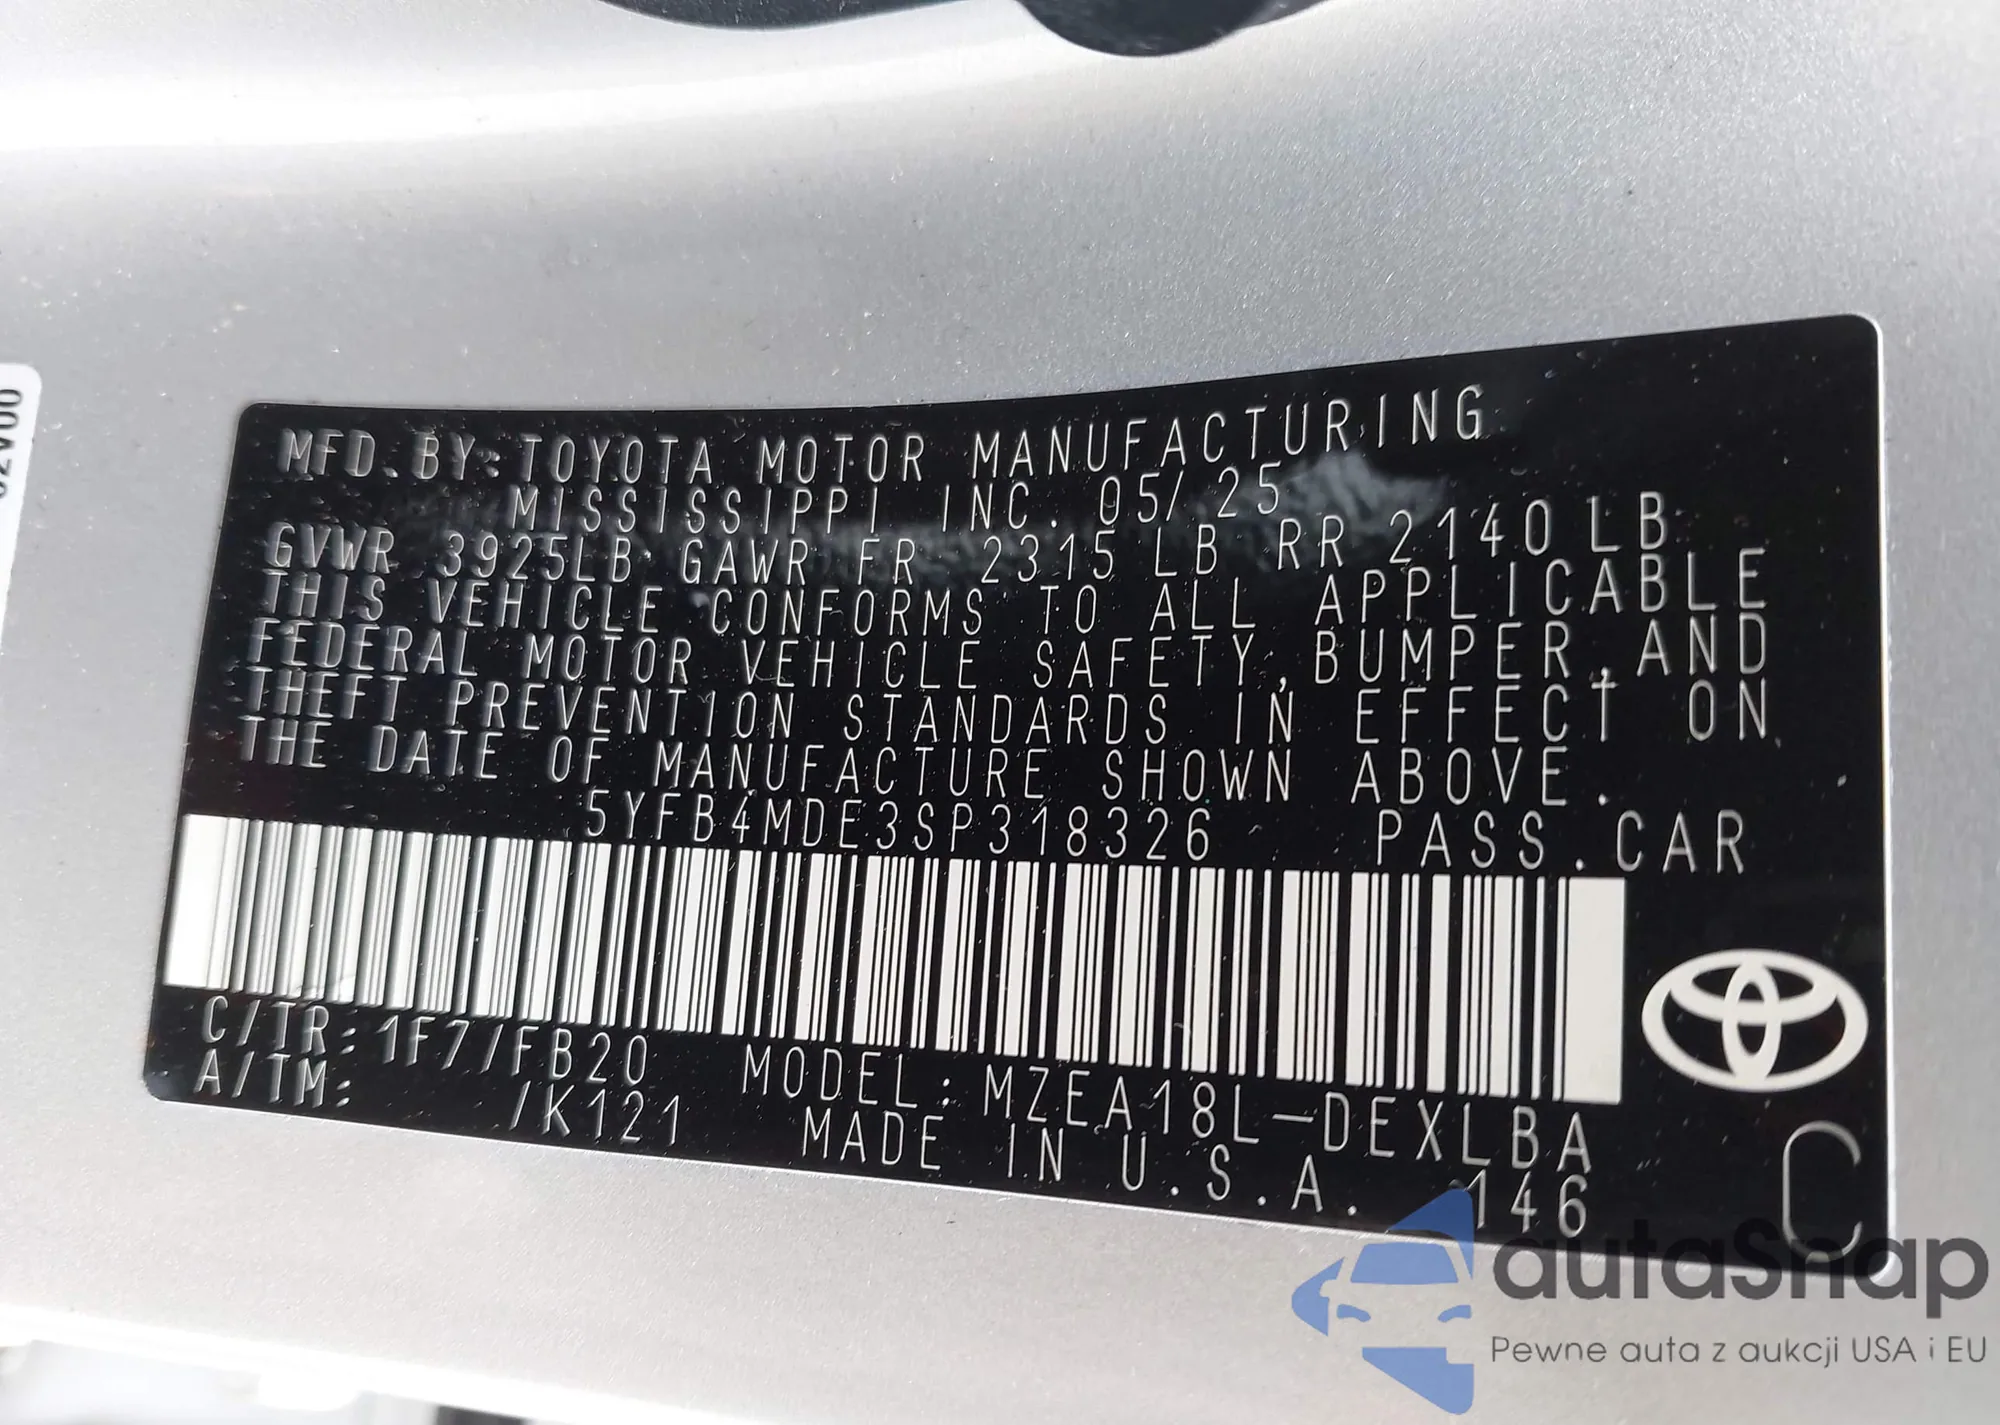 MFD. BY: TOYOTA MOTOR MANUFACTURING
MISSISSIPPI INC. 05/25
GVWR 3925LB GAWR FR 2315 LB RR 2140 LB
THIS VEHICLE CONFORMS TO ALL APPLICABLE
FEDERAL MOTOR VEHICLE SAFETY, BUMPER, AND
THEFT PREVENTION STANDARDS IN EFFECT ON
THE DATE OF MANUFACTURE SHOWN ABOVE.
5YFB4MDE3SP318326 PASS. CAR
C/TR: 1F7/FB20 MODEL: MZEA18L-DEXLBA
A/TM: /K121 MADE IN U.S.A. 146
C
autaSnap
Pewne auta z aukcji USA i EU